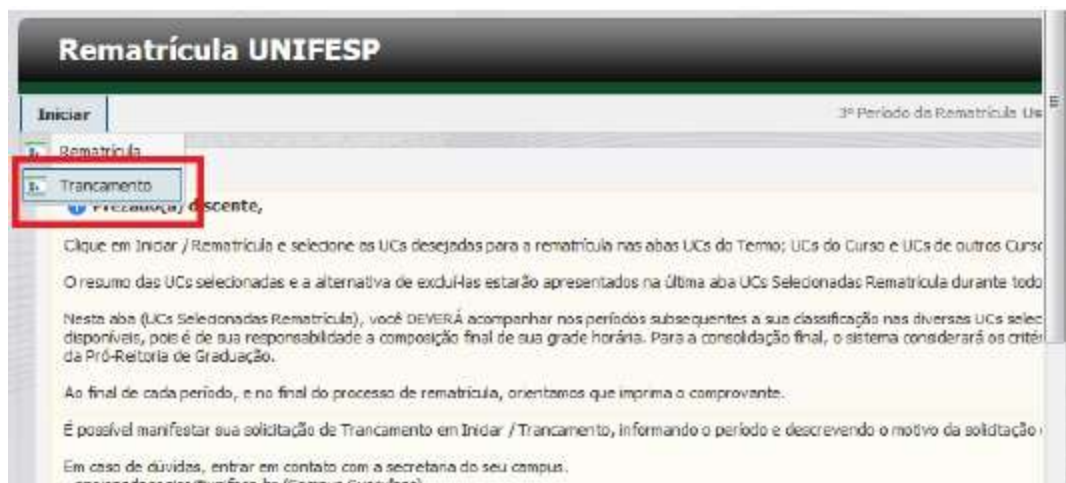 Rematrícula UNIFESP
Iniciar
3º Período da Rematrícula Us
Rematrícula
Trancamento
Prezado(a) discente,
Clique em Iniciar / Rematrícula e selecione as UCs desejadas para a rematrícula nas abas UCs do Termo; UCs do Curso e UCs de outros Curso
O resumo das UCs selecionadas e a alternativa de excluí-las estarão apresentados na última aba UCs Selecionadas Rematrícula durante todo
Nesta aba (UCs Selecionadas Rematrícula), você DEVERÁ acompanhar nos períodos subsequentes a sua classificação nas diversas UCs selec
disponíveis, pois é de sua responsabilidade a composição final de sua grade horária. Para a consolidação final, o sistema considerará os crité
da Pró-Reitoria de Graduação.
Ao final de cada período, e no final do processo de rematrícula, orientamos que imprima o comprovante.
É possível manifestar sua solicitação de Trancamento em Iniciar / Trancamento, informando o período e descrevendo o motivo da solicitação
Em caso de dúvidas, entrar em contato com a secretaria do seu campus.